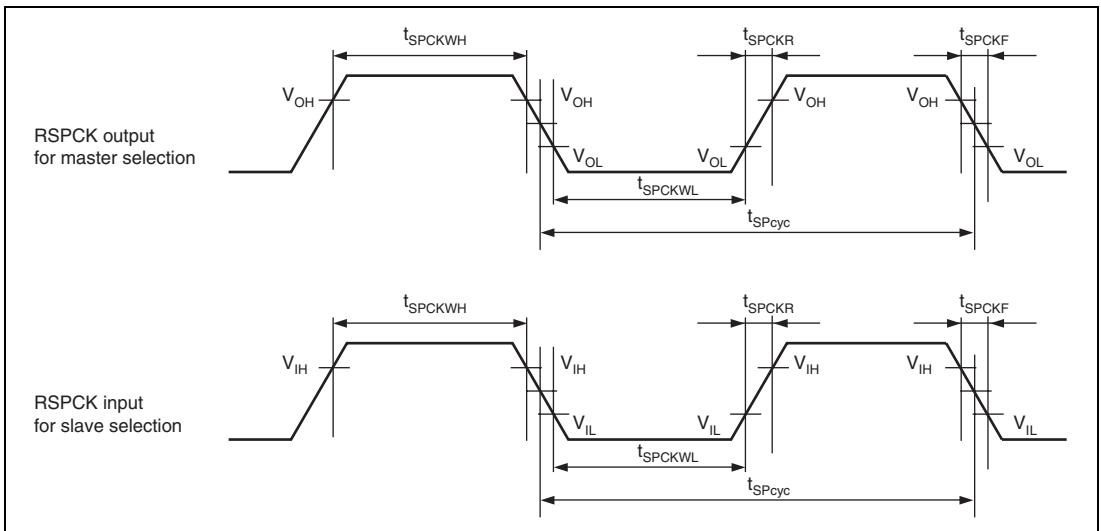 tSPCKWH tSPCKR tSPCKF
VOH VOH VOH VOH
RSPCK output
for master selection
VOL VOL VOL
tSPCKWL
tSPcyc
tSPCKWH tSPCKR tSPCKF
VIH VIH VIH VIH
RSPCK input
for slave selection
VIL VIL VIL
tSPCKWL
tSPcyc